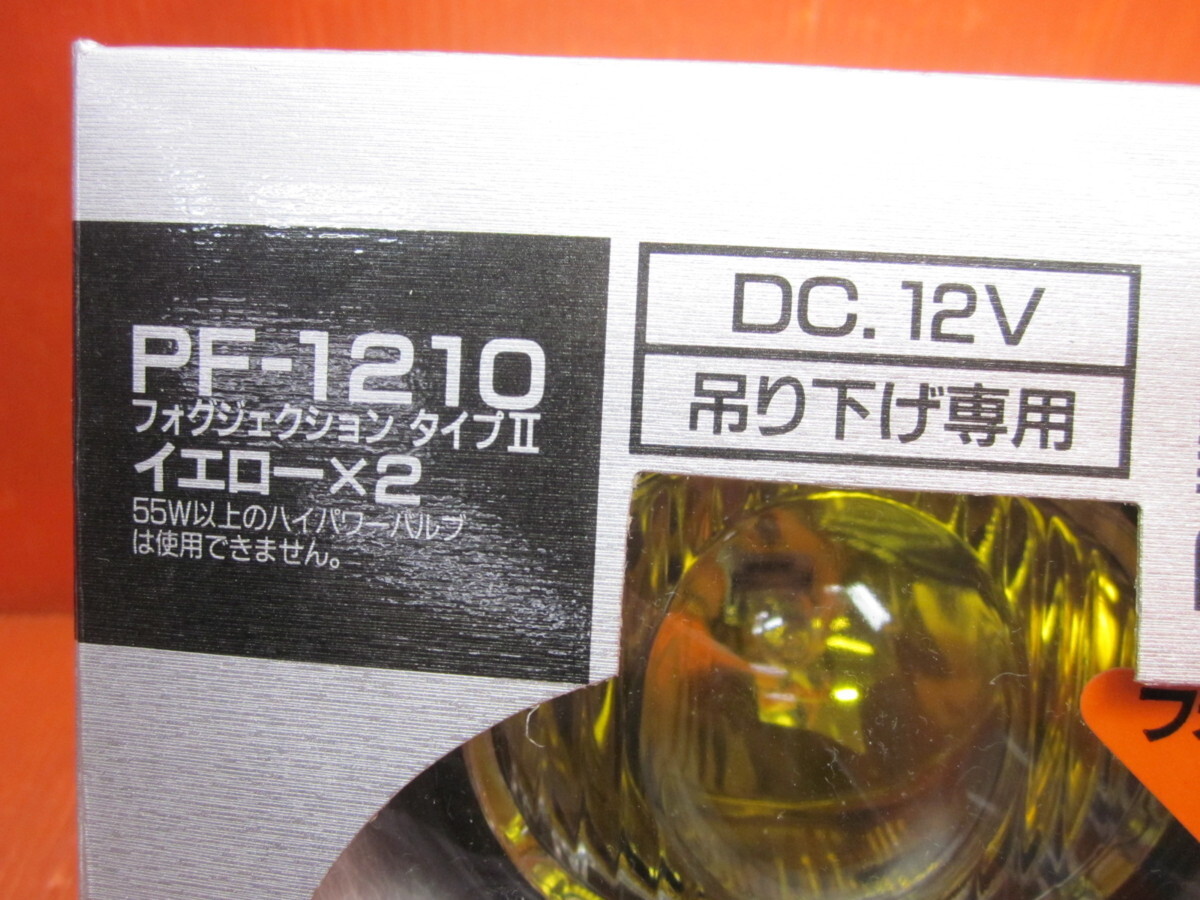 PF-1210
フォグジェクション タイプⅡ
イエロー×2
55W以上のハイパワーバルブ
は使用できません。
DC. 12V
吊り下げ専用